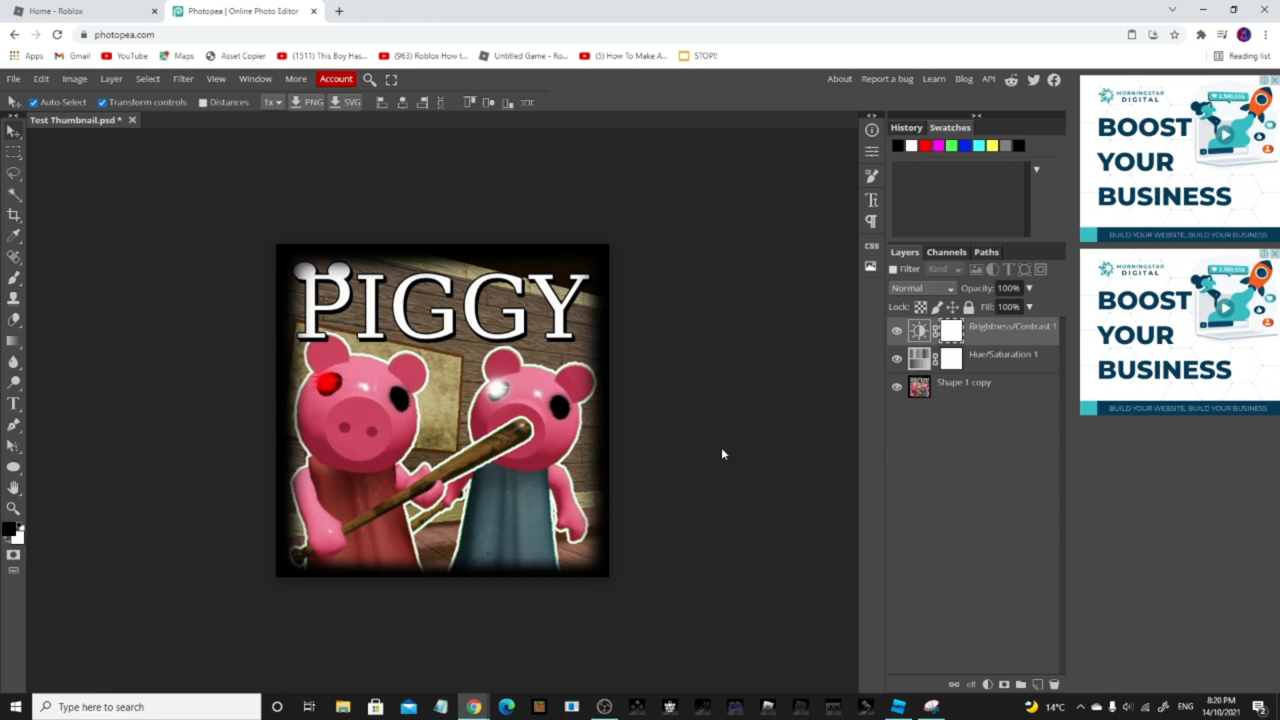 Home - Roblox
Photopea | Online Photo Editor
photopea.com
Apps
Gmail
YouTube
Maps
Asset Copier
(1511) This Boy Has...
(963) Roblox How t...
Untitled Game - Ro...
(5) How To Make A...
STOP!!
Reading list
File Edit Image Layer Select Filter View Window More Account
About Report a bug Learn Blog API
Auto-Select Transform controls Distances 1x PNG SVG
Test Thumbnail.psd *
History Swatches
CSS
Layers Channels Paths
Filter Kind
Normal Opacity: 100%
Lock: Fill: 100%
Brightness/Contrast 1
Hue/Saturation 1
Shape 1 copy
eff
PIGGY
MORNINGSTAR
DIGITAL
BOOST
YOUR
BUSINESS
BUILD YOUR WEBSITE, BUILD YOUR BUSINESS
MORNINGSTAR
DIGITAL
BOOST
YOUR
BUSINESS
BUILD YOUR WEBSITE, BUILD YOUR BUSINESS
Type here to search
14°C
ENG
8:20 PM
14/10/2021